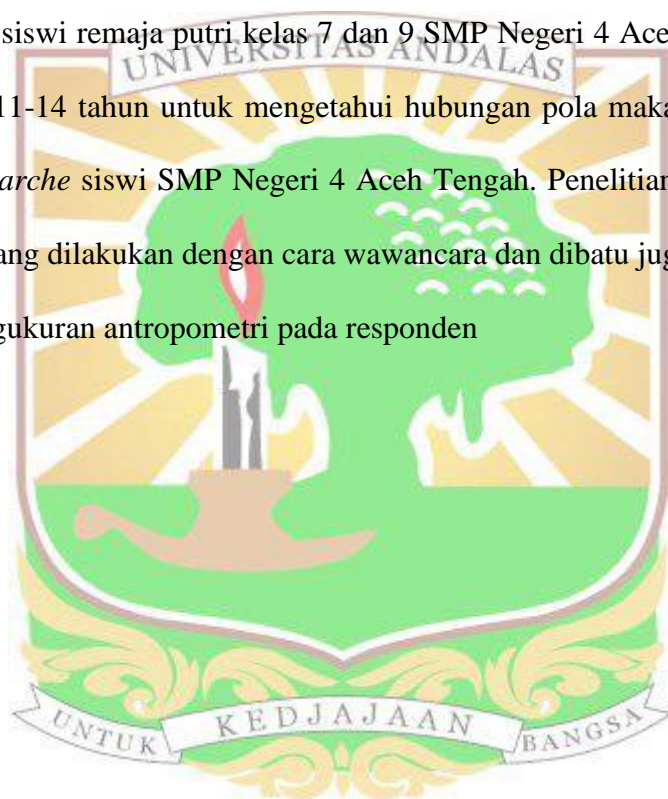 siswi remaja putri kelas 7 dan 9 SMP Negeri 4 Ace
UNIVERSITAS ANDALAS
11-14 tahun untuk mengetahui hubungan pola maka
arche siswi SMP Negeri 4 Aceh Tengah. Penelitian
ang dilakukan dengan cara wawancara dan dibatu jug
gukuran antropometri pada responden
UNTUK KEDJAJAAN BANGSA